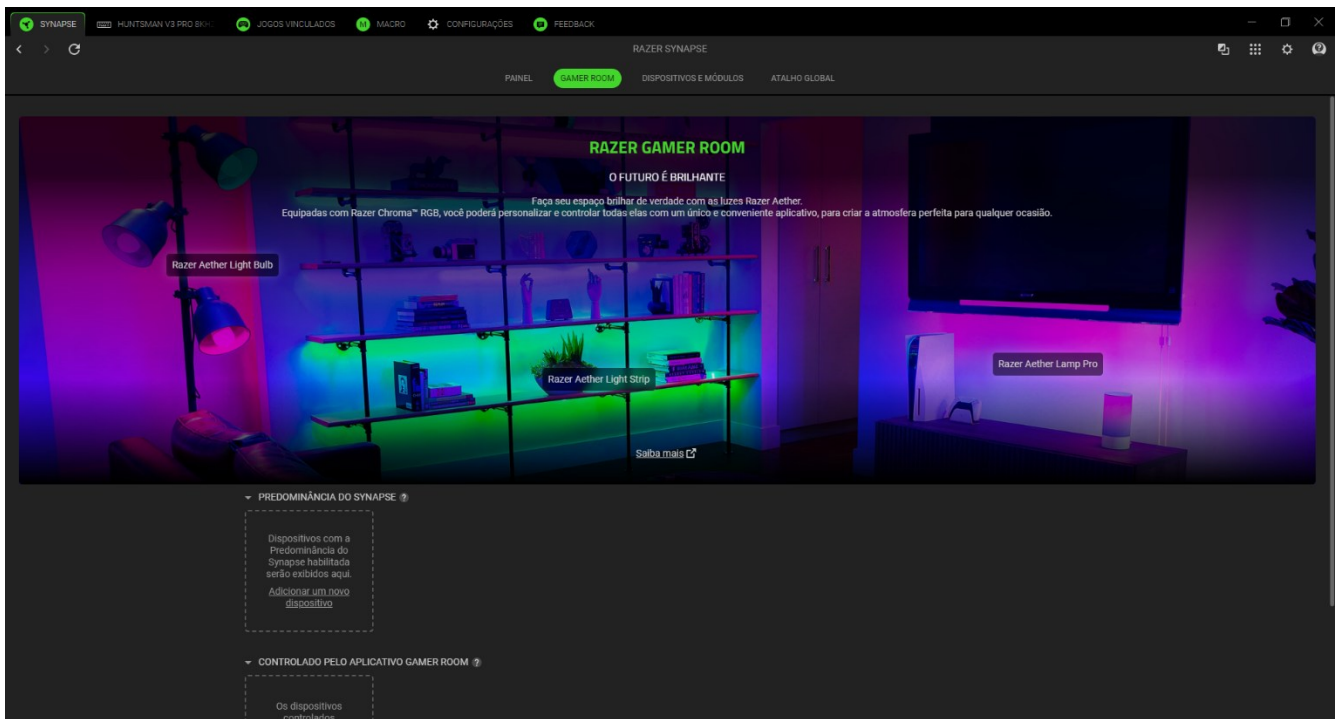 SYNAPSE
HUNTSMAN V3 PRO 8KHZ
JOGOS VINCULADOS
M
MACRO
CONFIGURAÇÕES
FEEDBACK
RAZER SYNAPSE
PAINEL
GAMER ROOM
DISPOSITIVOS E MÓDULOS
ATALHO GLOBAL
RAZER GAMER ROOM
O FUTURO É BRILHANTE
Faça seu espaço brilhar de verdade com as luzes Razer Aether.
Equipadas com Razer Chroma™ RGB, você poderá personalizar e controlar todas elas com um único e conveniente aplicativo, para criar a atmosfera perfeita para qualquer ocasião.
Razer Aether Light Bulb
Razer Aether Lamp Pro
Razer Aether Light Strip
Saiba mais
PREDOMINÂNCIA DO SYNAPSE ?
Dispositivos com a
Predominância do
Synapse habilitada
serão exibidos aqui.
Adicionar um novo
dispositivo
CONTROLADO PELO APLICATIVO GAMER ROOM ?
Os dispositivos
controlados